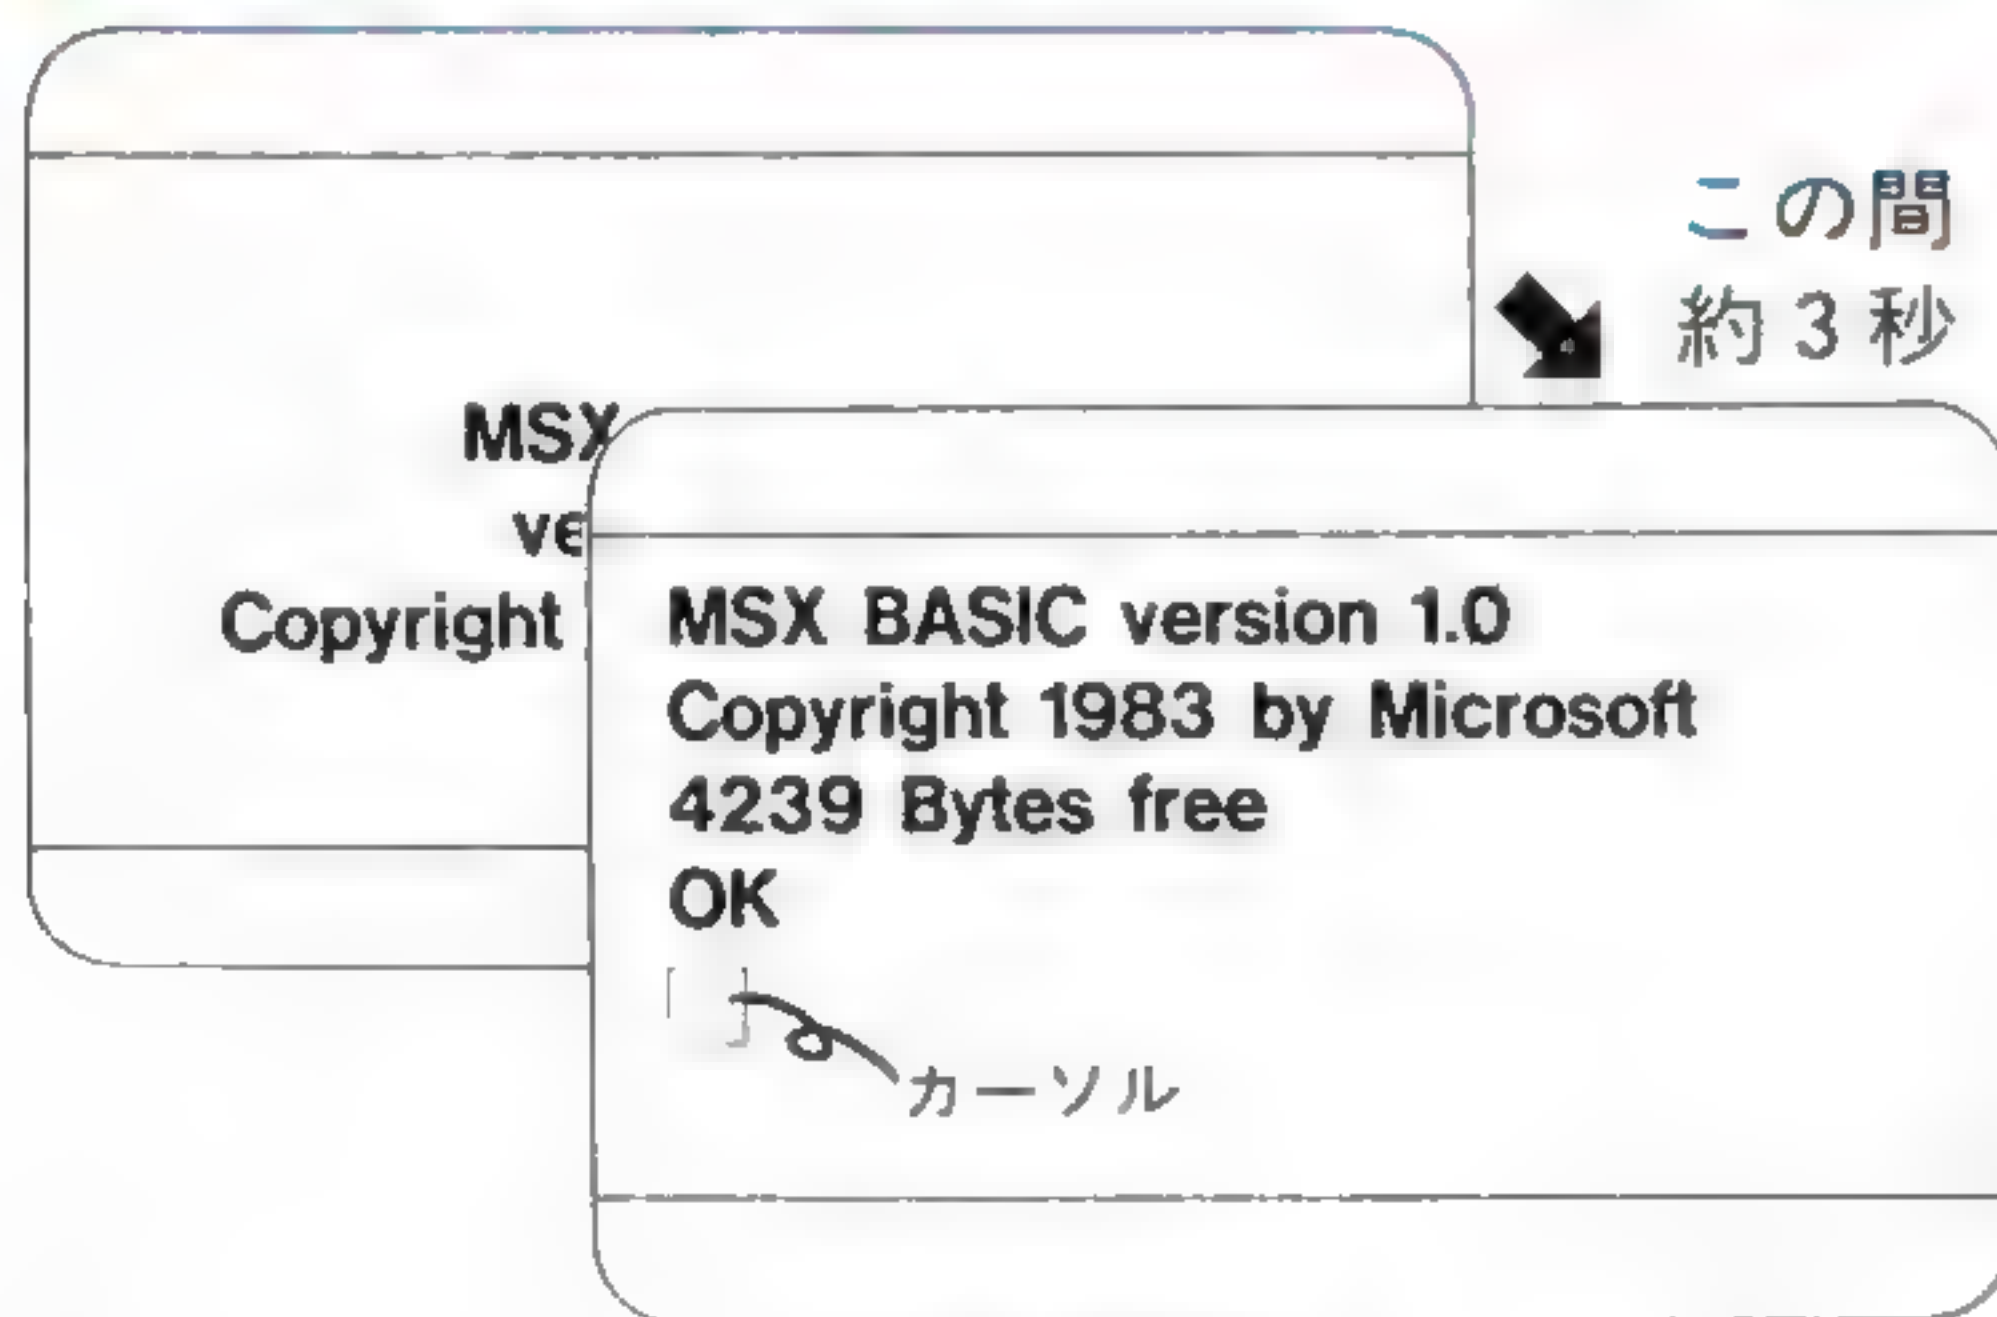 この間
約3秒
MSX
ve
Copyright
MSX BASIC version 1.0
Copyright 1983 by Microsoft
4239 Bytes free
OK
カーソル